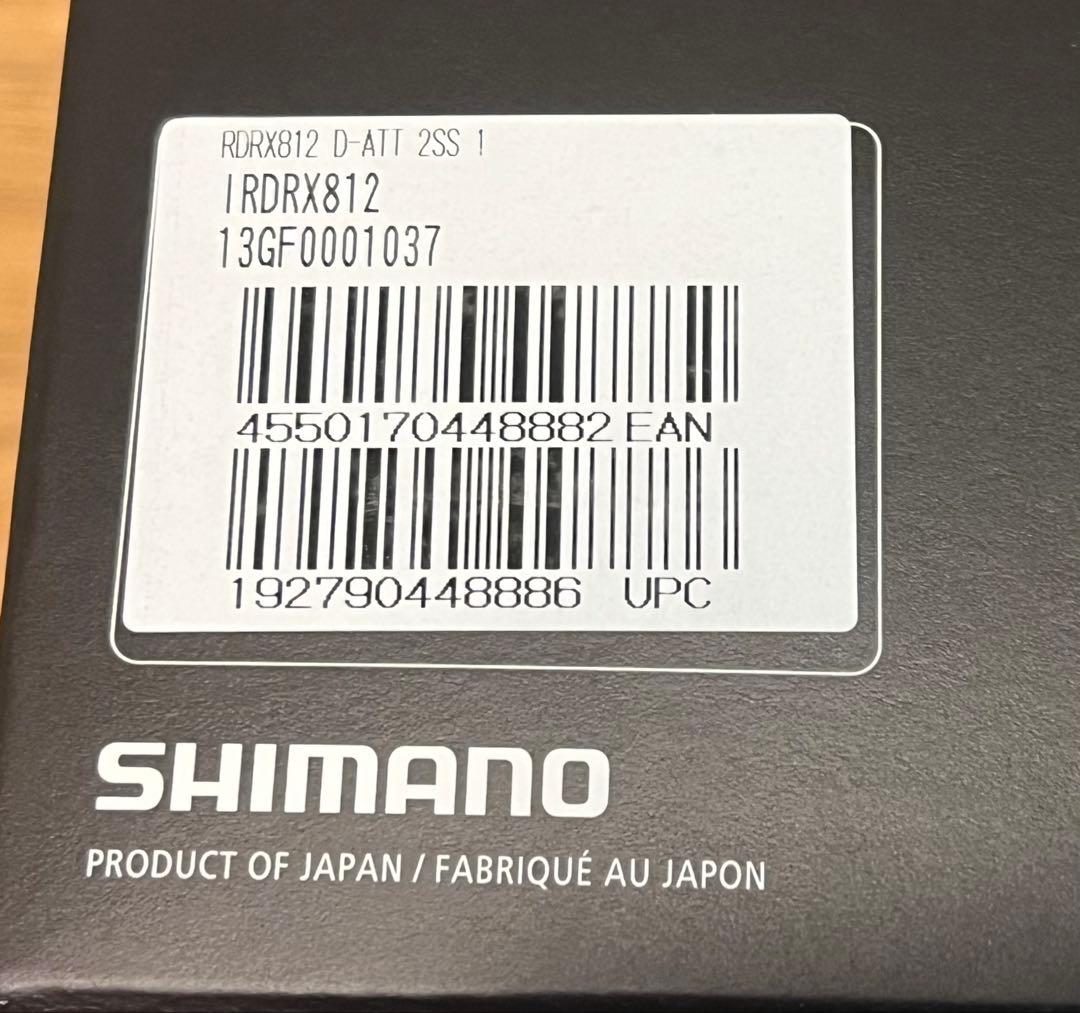 RDRX812 D-ATT 2SS 1
IRDRX812
13GF0001037
4550170448882 EAN
192790448886 UPC
SHIMANO
PRODUCT OF JAPAN / FABRIQUÉ AU JAPON